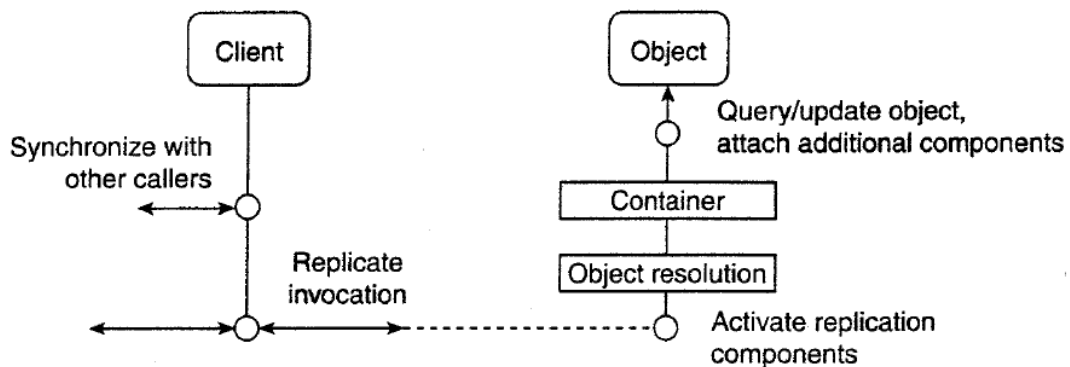 Client
Object
Query/update object,
attach additional components
Synchronize with
other callers
Container
Replicate
invocation
Object resolution
Activate replication
components